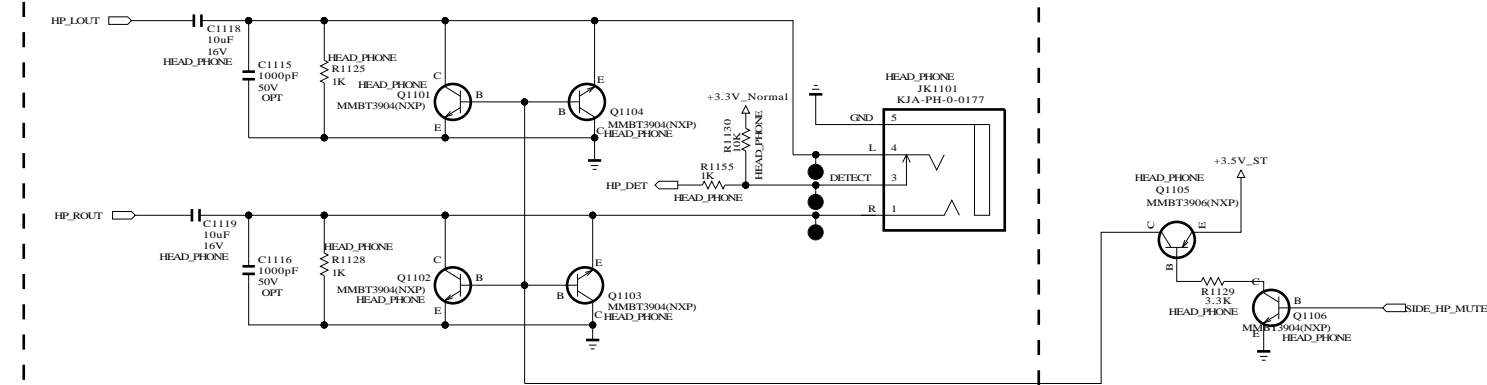 HP_LOUT
C1118
10uF
16V
HEAD_PHONE
C1115
1000pF
50V
OPT
HEAD_PHONE
R1125
1K
HEAD_PHONE
Q1101
MMBT3904(NXP)
C
B
E
E
B
Q1104
MMBT3904(NXP)
C
HEAD_PHONE
+3.3V_Normal
R1130
10K
HEAD_PHONE
R1155
1K
HEAD_PHONE
HP_DET
HEAD_PHONE
JK1101
KJA-PH-0-0177
GND
5
L
4
DETECT
3
R
1
HP_ROUT
C1119
10uF
16V
HEAD_PHONE
C1116
1000pF
50V
OPT
HEAD_PHONE
R1128
1K
Q1102
MMBT3904(NXP)
HEAD_PHONE
C
B
E
E
B
Q1103
MMBT3904(NXP)
C
HEAD_PHONE
+3.5V_ST
HEAD_PHONE
Q1105
MMBT3906(NXP)
C
E
B
R1129
3.3K
HEAD_PHONE
C
B
Q1106
MMBT3904(NXP)
E
HEAD_PHONE
SIDE_HP_MUTE